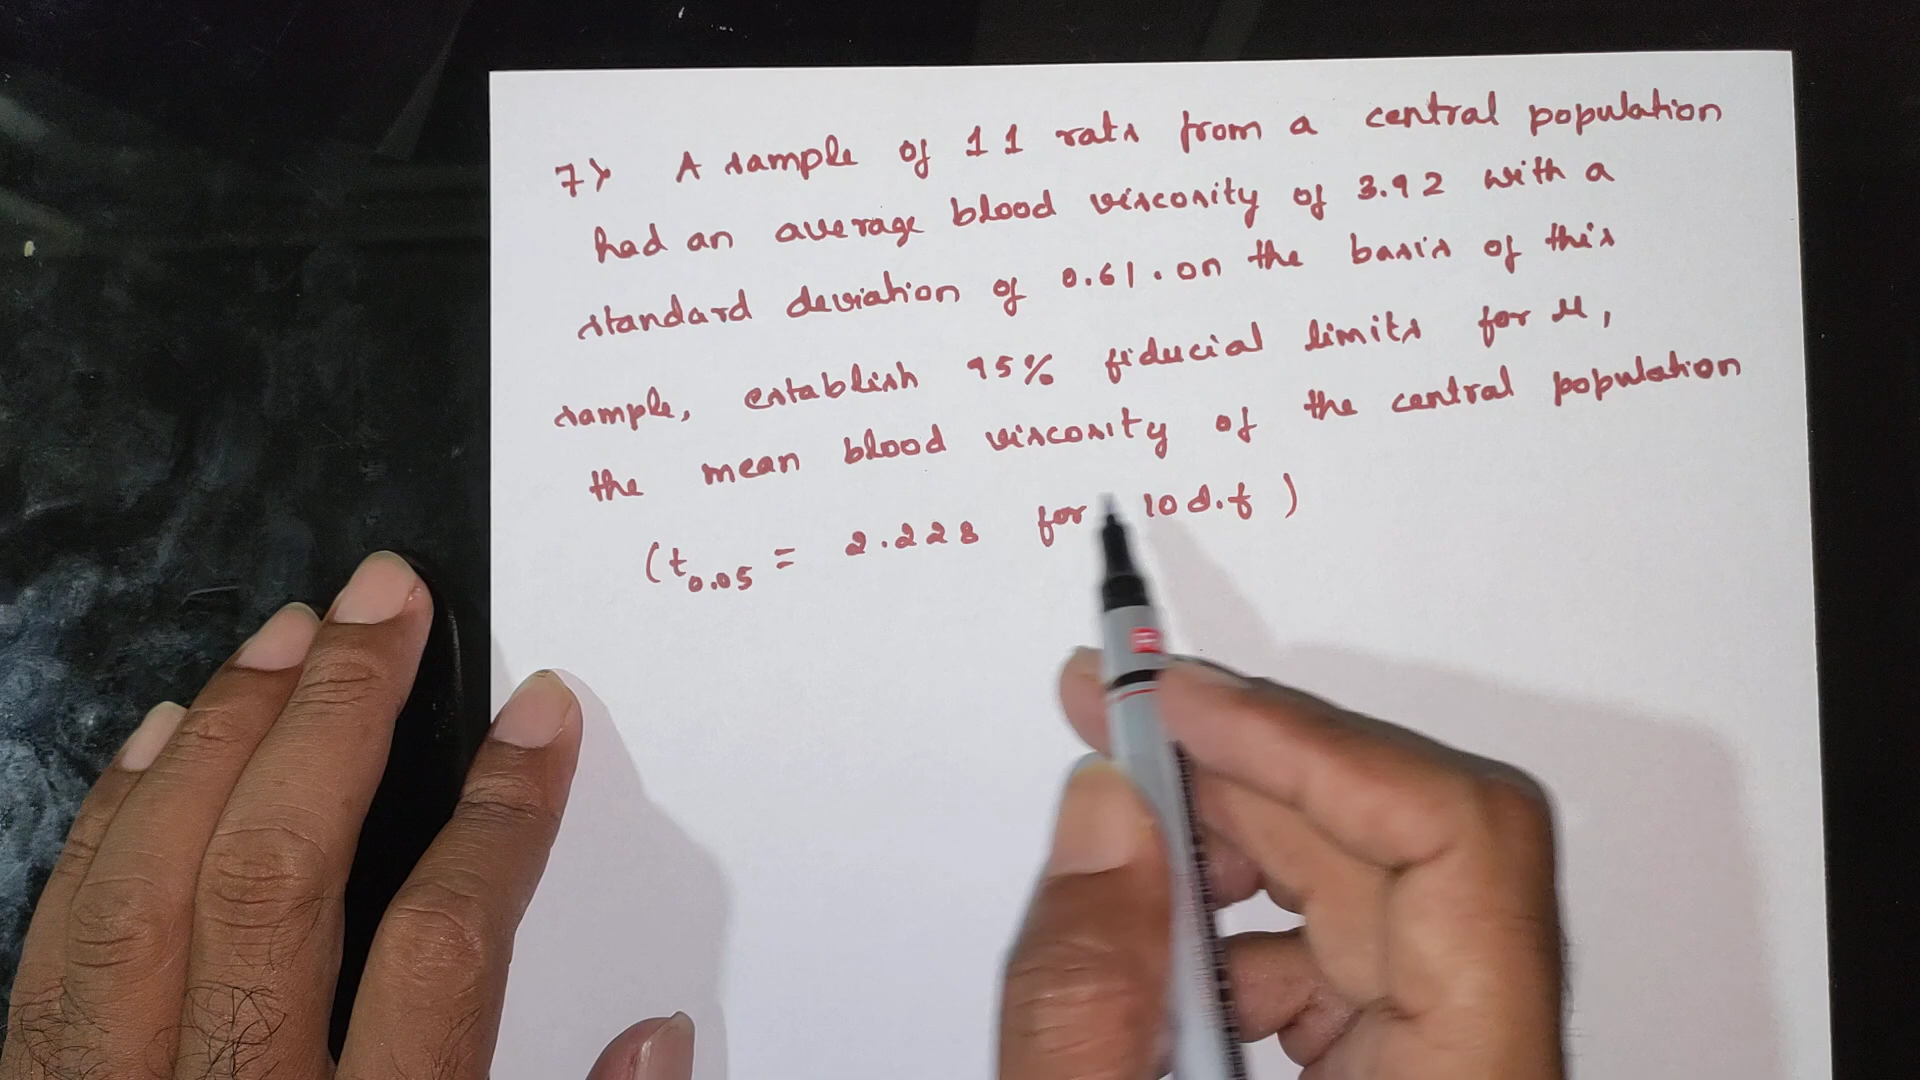 7> A sample of 11 rats from a central population
had an average blood viscosity of 3.92 with a
standard deviation of 0.61. on the basis of this
sample, establish 95% fiducial limits for μ,
the mean blood viscosity of the central population
(t0.05 = 2.228 for 10 d.f)